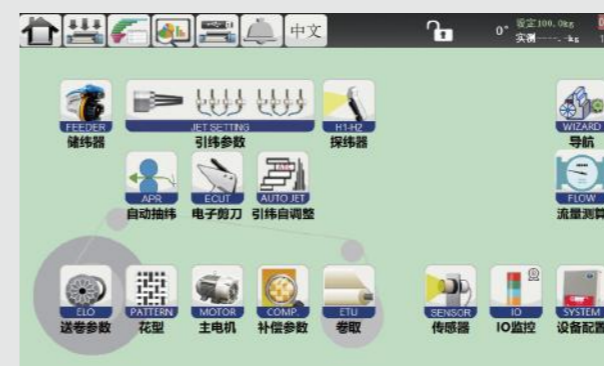 中文
0°
设定100.0kg
实测----.-kg
FEEDER
储纬器
JET SETTING
引纬参数
H1-H2
探纬器
WIZARD
导航
APR
自动抽纬
ECUT
电子剪刀
AUTO JET
引纬自调整
FLOW
流量测算
ELO
送卷参数
PATTERN
花型
MOTOR
主电机
COMP.
补偿参数
ETU
卷取
SENSOR
传感器
IO
IO监控
SYSTEM
设备配置